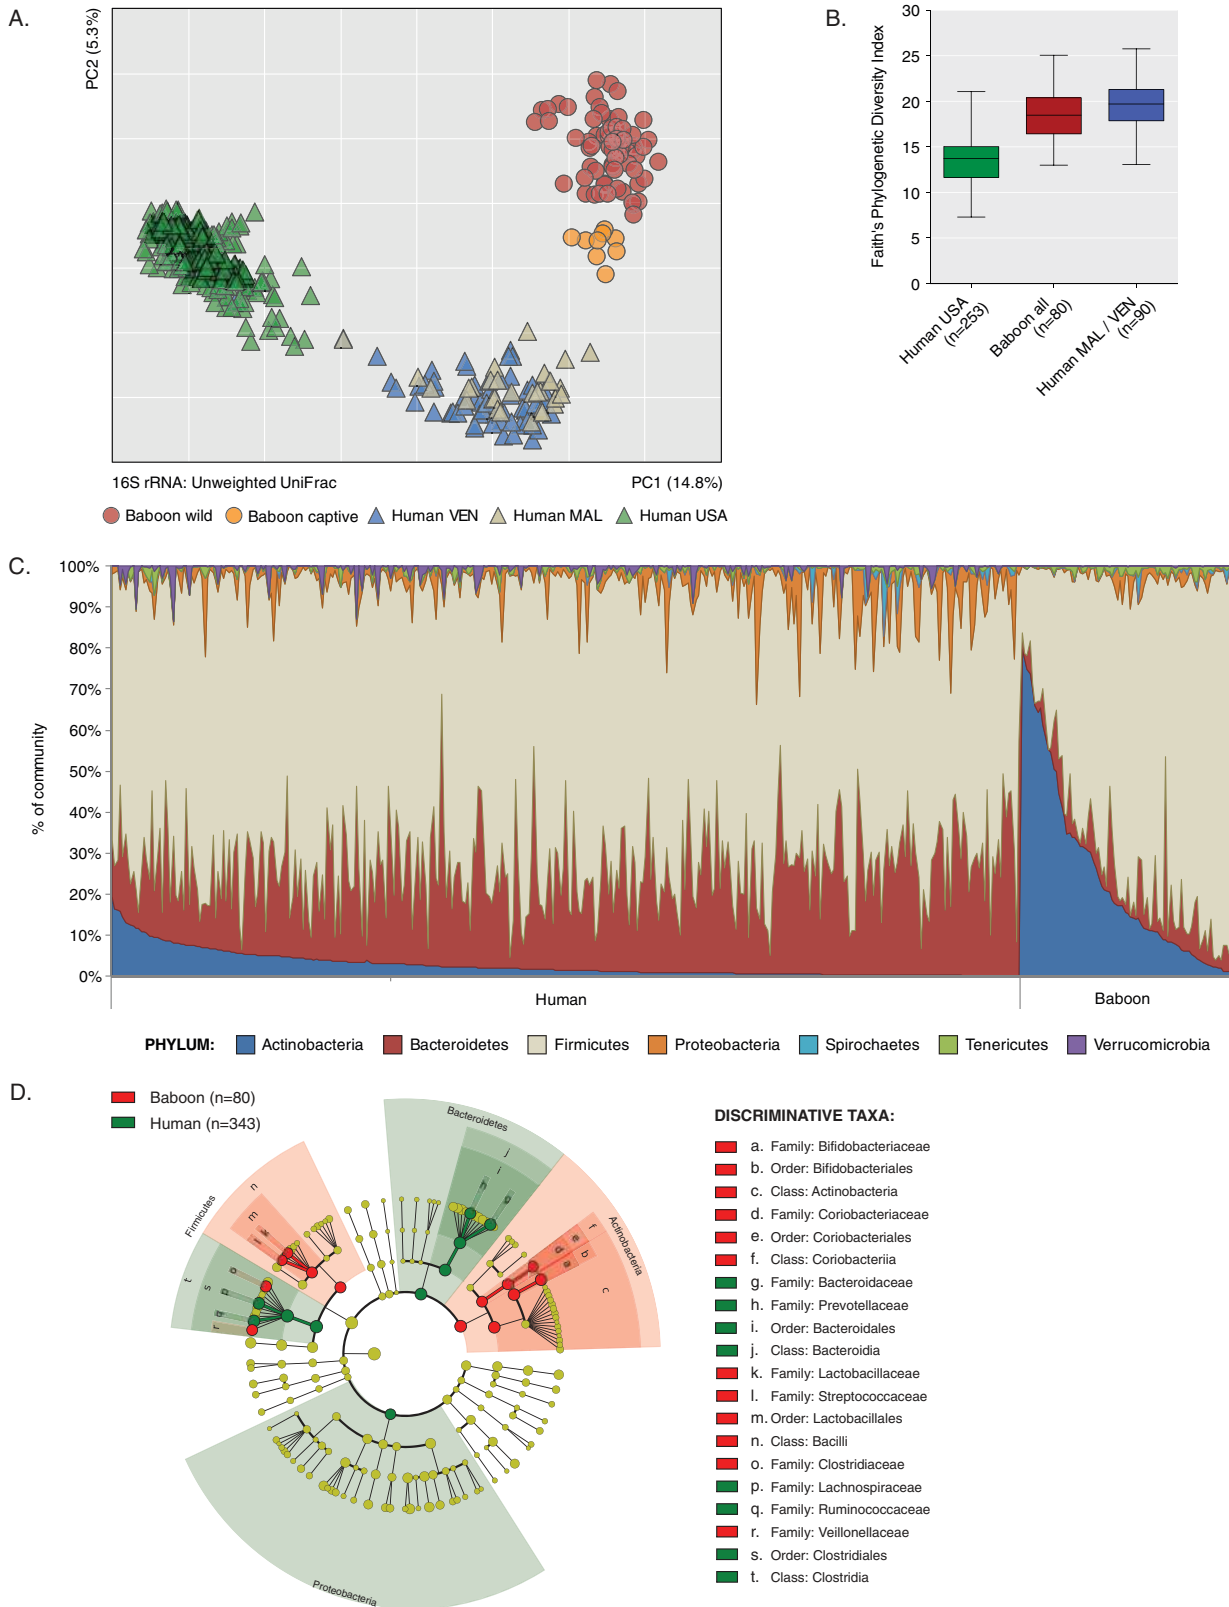 A.
PC2 (5.3%)
16S rRNA: Unweighted UniFrac
PC1 (14.8%)
Baboon wild
Baboon captive
Human VEN
Human MAL
Human USA
B.
Faith's Phylogenetic Diversity Index
30
25
20
15
10
5
0
Human USA
(n=253)
Baboon all
(n=80)
Human MAL / VEN
(n=90)
C.
% of community
100%
90%
80%
70%
60%
50%
40%
30%
20%
10%
0%
Human
Baboon
PHYLUM:
Actinobacteria
Bacteroidetes
Firmicutes
Proteobacteria
Spirochaetes
Tenericutes
Verrucomicrobia
D.
Baboon (n=80)
Human (n=343)
Bacteroidetes
j
i
h
g
Firmicutes
n
m
l
k
t
s
o
p
q
r
Actinobacteria
f
e
d
b
a
c
Proteobacteria
DISCRIMINATIVE TAXA:
a. Family: Bifidobacteriaceae
b. Order: Bifidobacteriales
c. Class: Actinobacteria
d. Family: Coriobacteriaceae
e. Order: Coriobacteriales
f. Class: Coriobacteriia
g. Family: Bacteroidaceae
h. Family: Prevotellaceae
i. Order: Bacteroidales
j. Class: Bacteroidia
k. Family: Lactobacillaceae
l. Family: Streptococcaceae
m. Order: Lactobacillales
n. Class: Bacilli
o. Family: Clostridiaceae
p. Family: Lachnospiraceae
q. Family: Ruminococcaceae
r. Family: Veillonellaceae
s. Order: Clostridiales
t. Class: Clostridia